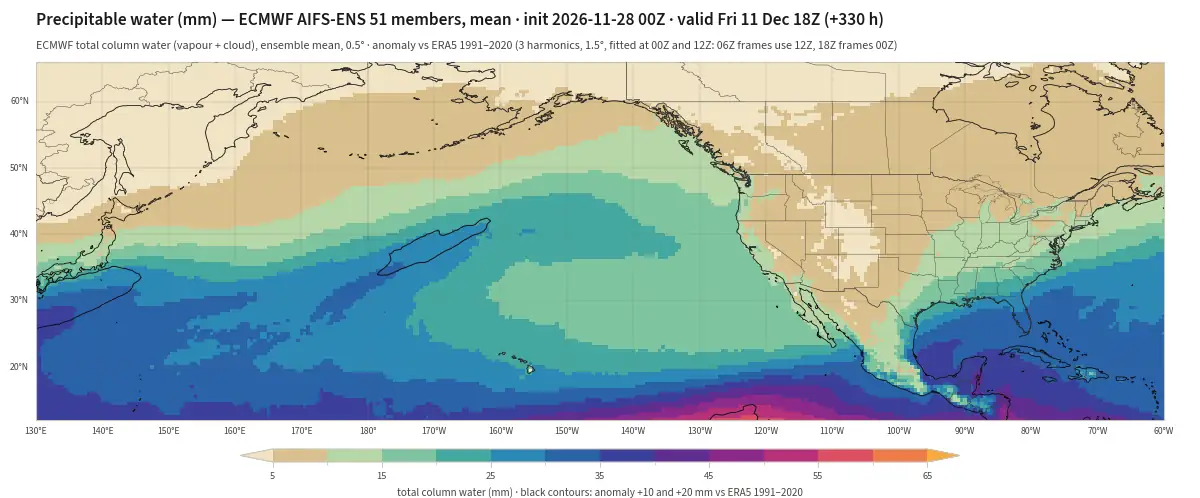 Precipitable water (mm) — ECMWF AIFS-ENS 51 members, mean · init 2026-11-28 00Z · valid Fri 11 Dec 18Z (+330 h)
ECMWF total column water (vapour + cloud), ensemble mean, 0.5° · anomaly vs ERA5 1991–2020 (3 harmonics, 1.5°, fitted at 00Z and 12Z: 06Z frames use 12Z, 18Z frames 00Z)
60°N
50°N
40°N
30°N
20°N
130°E 140°E 150°E 160°E 170°E 180° 170°W 160°W 150°W 140°W 130°W 120°W 110°W 100°W 90°W 80°W 70°W 60°W
5 15 25 35 45 55 65
total column water (mm) · black contours: anomaly +10 and +20 mm vs ERA5 1991–2020